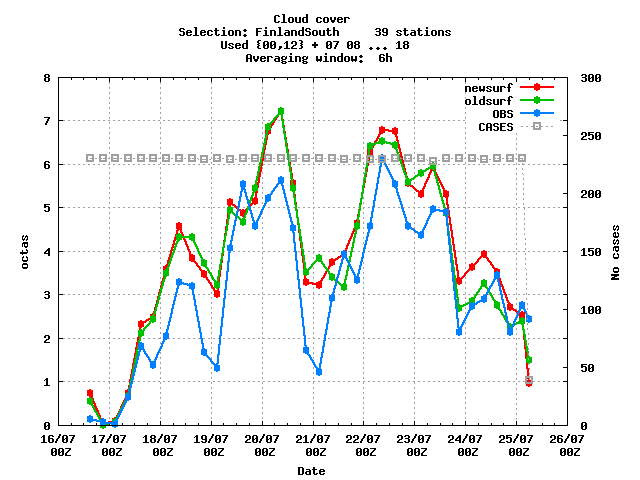 Cloud cover
Selection: FinlandSouth 39 stations
Used {00,12} + 07 08 ... 18
Averaging window: 6h
newsurf
oldsurf
OBS
CASES
8
7
6
5
4
3
2
1
0
octas
300
250
200
150
100
50
0
No cases
16/07 17/07 18/07 19/07 20/07 21/07 22/07 23/07 24/07 25/07 26/07
00Z 00Z 00Z 00Z 00Z 00Z 00Z 00Z 00Z 00Z 00Z
Date